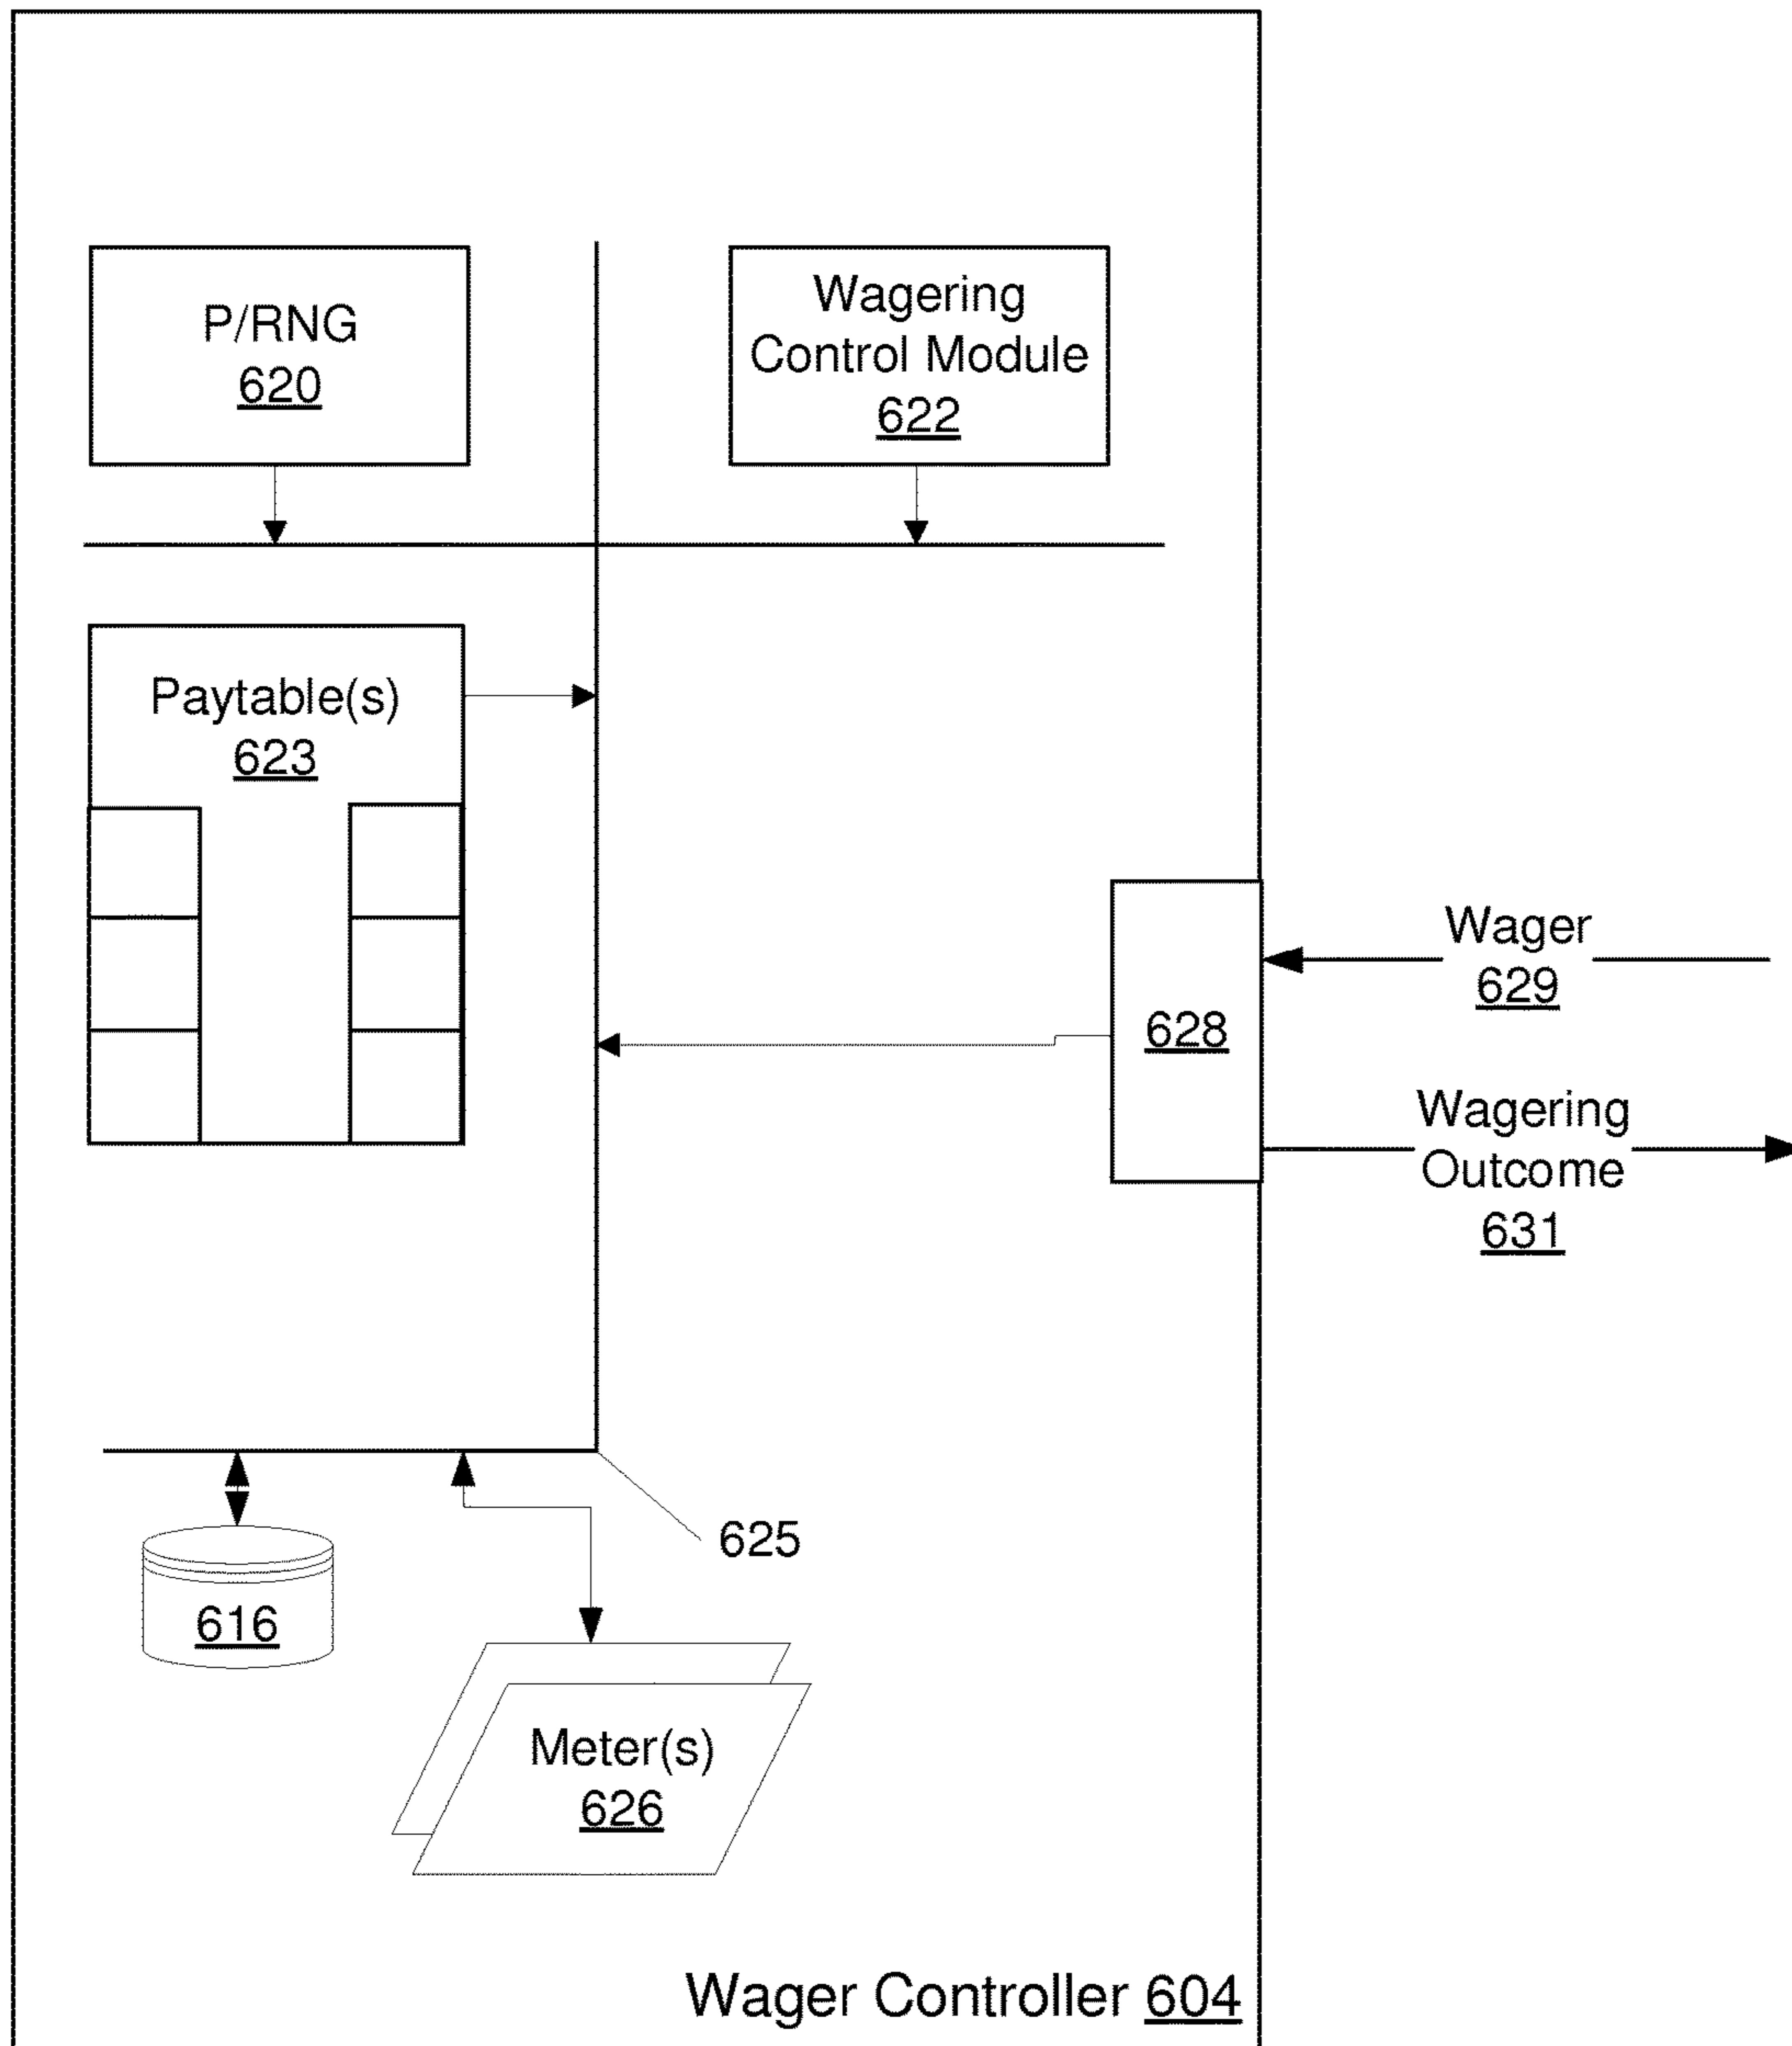 P/RNG
620
Wagering
Control Module
622
Paytable(s)
623
Wager
629
628
Wagering
Outcome
631
625
616
Meter(s)
626
Wager Controller 604